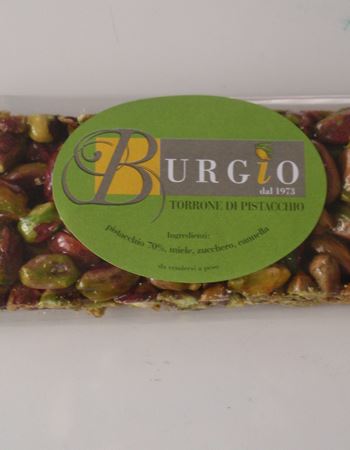 BURGIO
dal 1973
TORRONE DI PISTACCHIO
Ingredienti:
pistacchio 70%, miele, zucchero, cannella
da vendersi a peso